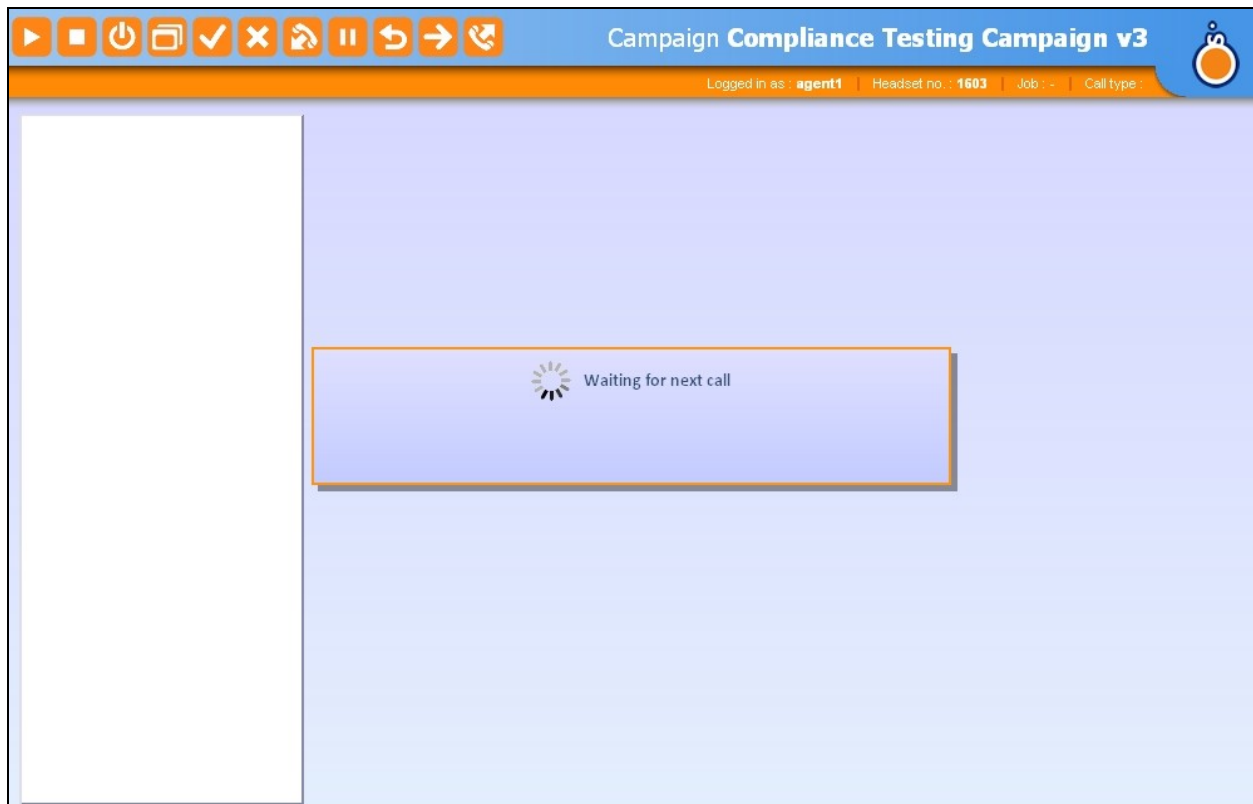 Campaign Compliance Testing Campaign v3
Logged in as : agent1 | Headset no. : 1603 | Job : - | Call type :
Waiting for next call